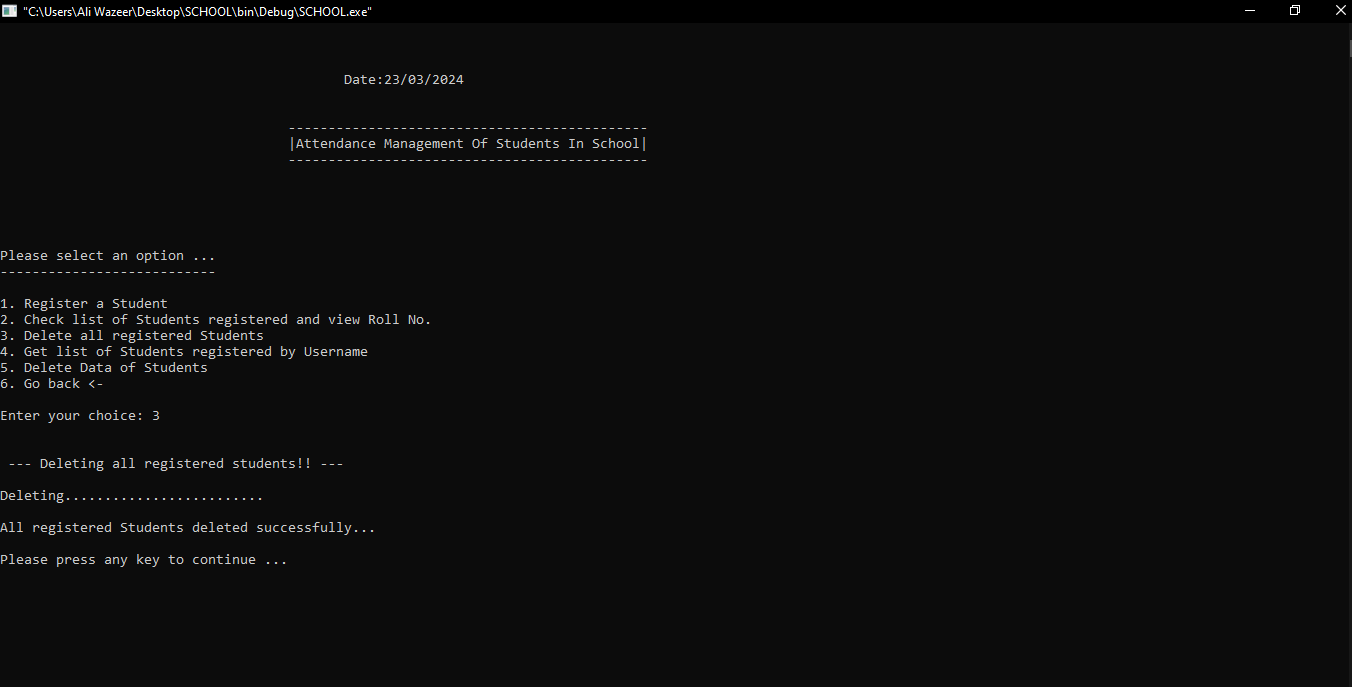 "C:\Users\Ali Wazeer\Desktop\SCHOOL\bin\Debug\SCHOOL.exe"
Date:23/03/2024
---------------------------------------------
|Attendance Management Of Students In School|
---------------------------------------------
Please select an option ...
---------------------------
1. Register a Student
2. Check list of Students registered and view Roll No.
3. Delete all registered Students
4. Get list of Students registered by Username
5. Delete Data of Students
6. Go back <-
Enter your choice: 3
--- Deleting all registered students!! ---
Deleting.........................
All registered Students deleted successfully...
Please press any key to continue ...